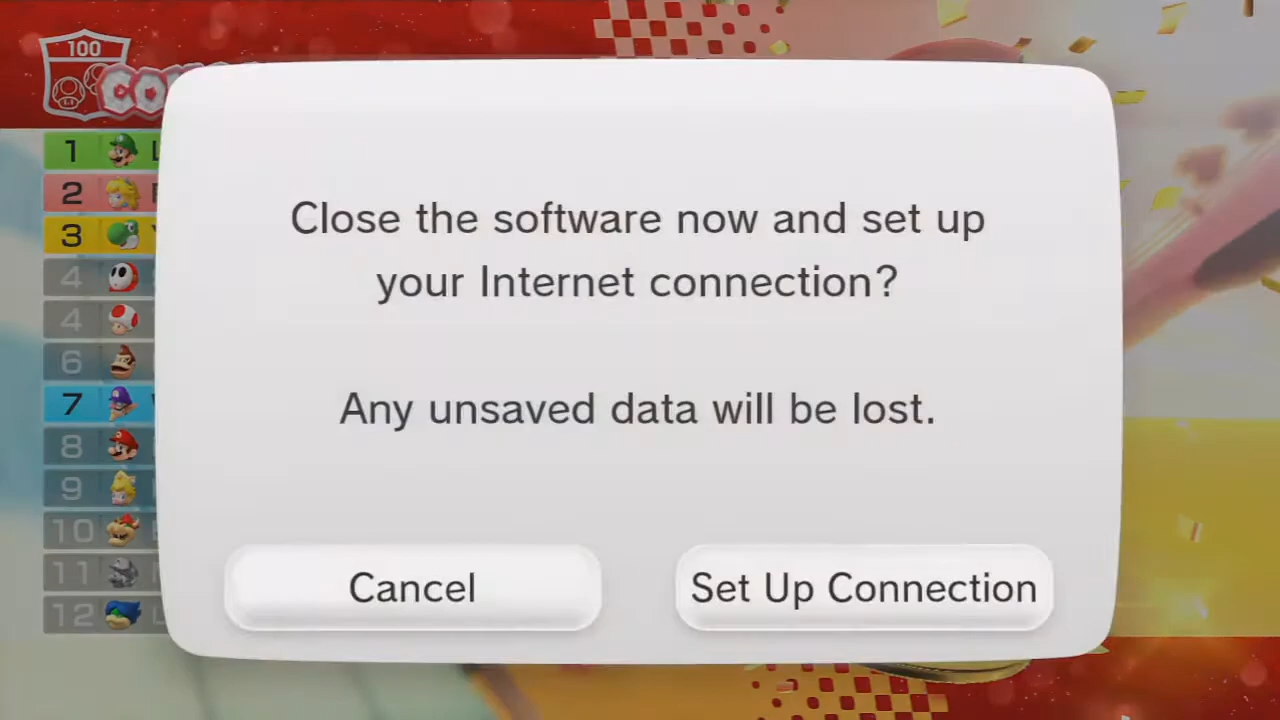 100
Close the software now and set up
your Internet connection?
Any unsaved data will be lost.
Cancel
Set Up Connection
1
2
3
4
4
6
7
8
9
10
11
12